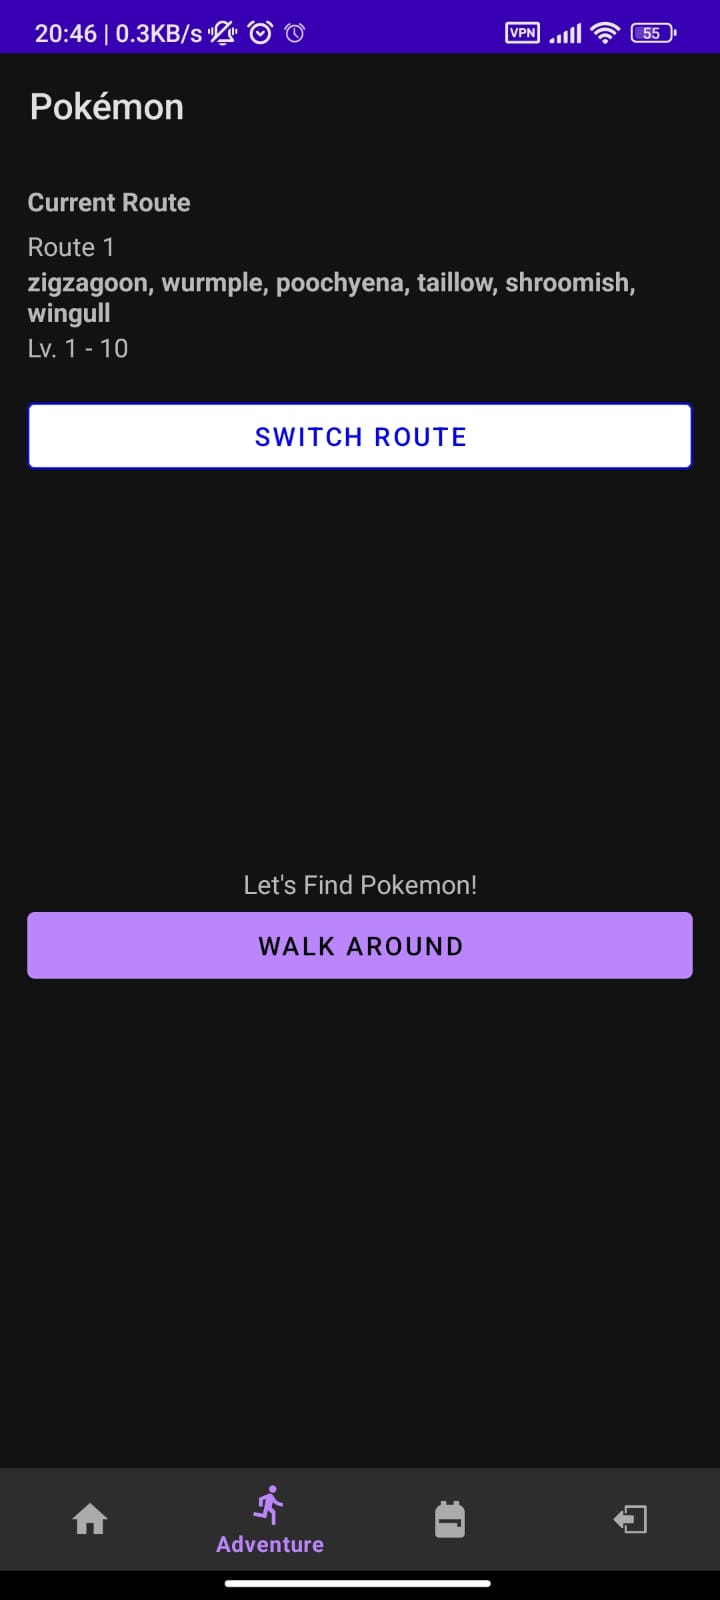 20:46 | 0.3KB/s VPN 55
Pokémon
Current Route
Route 1
zigzagoon, wurmple, poochyena, taillow, shroomish,
wingull
Lv. 1 - 10
SWITCH ROUTE
Let's Find Pokemon!
WALK AROUND
Adventure